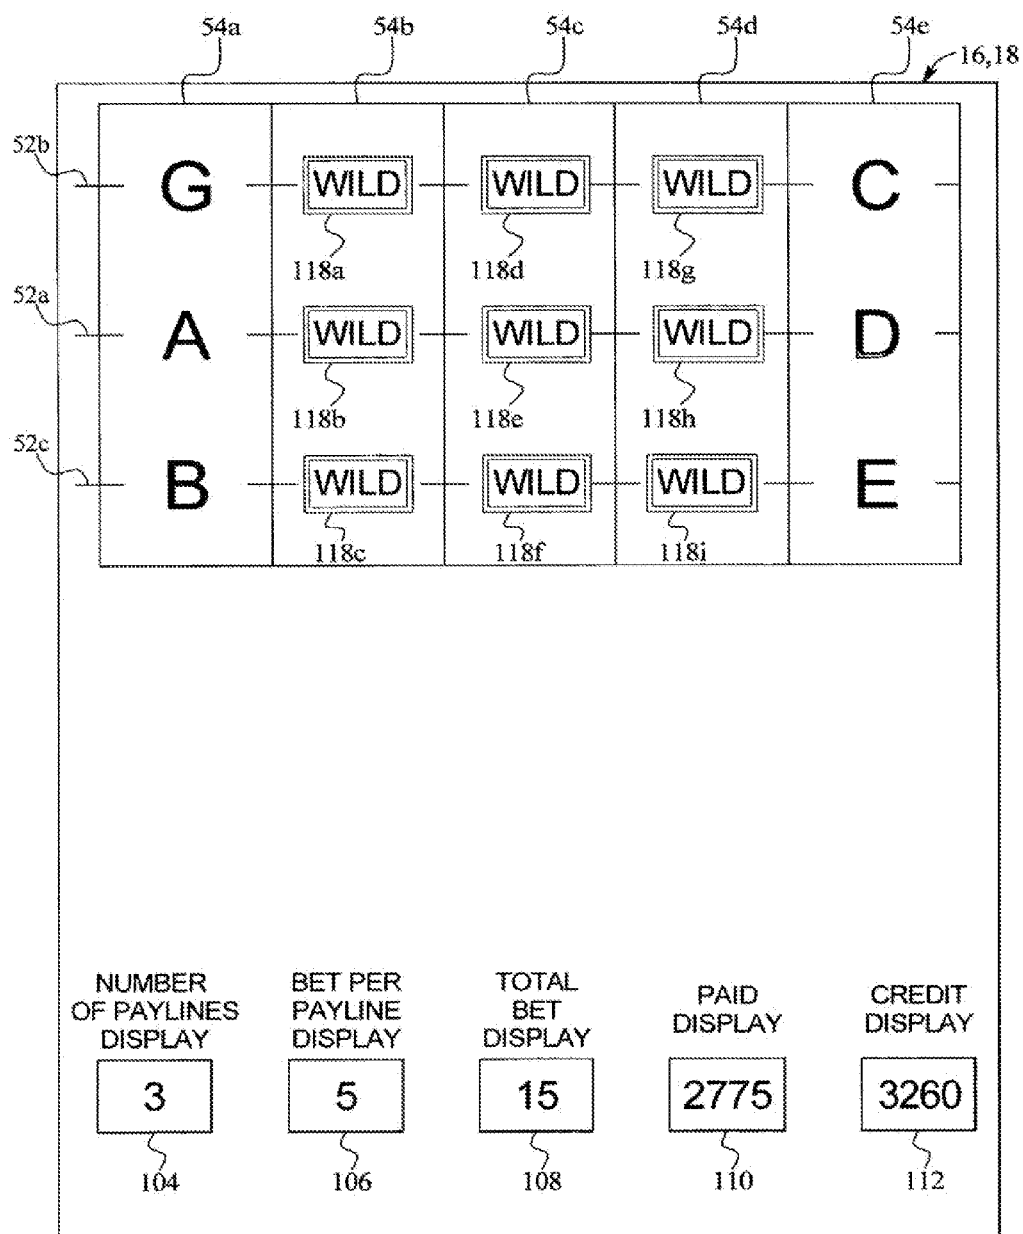 54a 54b 54c 54d 54e
16,18
52b G WILD WILD WILD C
118a 118d 118g
52a A WILD WILD WILD D
118b 118e 118h
52c B WILD WILD WILD E
118c 118f 118i
NUMBER OF PAYLINES DISPLAY
BET PER PAYLINE DISPLAY
TOTAL BET DISPLAY
PAID DISPLAY
CREDIT DISPLAY
3 5 15 2775 3260
104 106 108 110 112